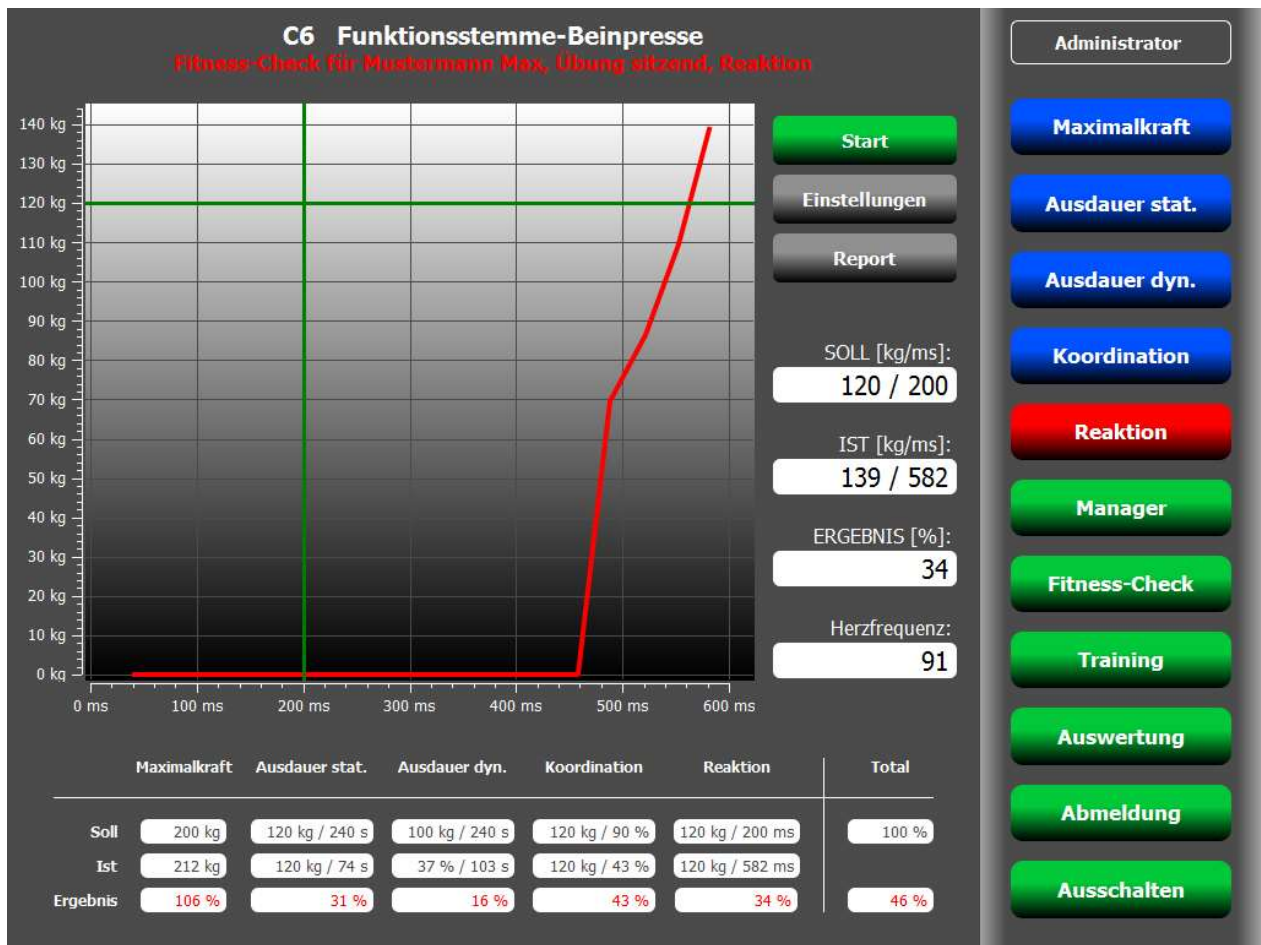 C6 Funktionsstemme-Beinpresse
Fitness-Check für Mustermann Max, Übung sitzend, Reaktion
140 kg
130 kg
120 kg
110 kg
100 kg
90 kg
80 kg
70 kg
60 kg
50 kg
40 kg
30 kg
20 kg
10 kg
0 kg
0 ms 100 ms 200 ms 300 ms 400 ms 500 ms 600 ms
Start
Einstellungen
Report
SOLL [kg/ms]:
120 / 200
IST [kg/ms]:
139 / 582
ERGEBNIS [%]:
34
Herzfrequenz:
91
Maximalkraft Ausdauer stat. Ausdauer dyn. Koordination Reaktion Total
Soll 200 kg 120 kg / 240 s 100 kg / 240 s 120 kg / 90 % 120 kg / 200 ms 100 %
Ist 212 kg 120 kg / 74 s 37 % / 103 s 120 kg / 43 % 120 kg / 582 ms
Ergebnis 106 % 31 % 16 % 43 % 34 % 46 %
Administrator
Maximalkraft
Ausdauer stat.
Ausdauer dyn.
Koordination
Reaktion
Manager
Fitness-Check
Training
Auswertung
Abmeldung
Ausschalten